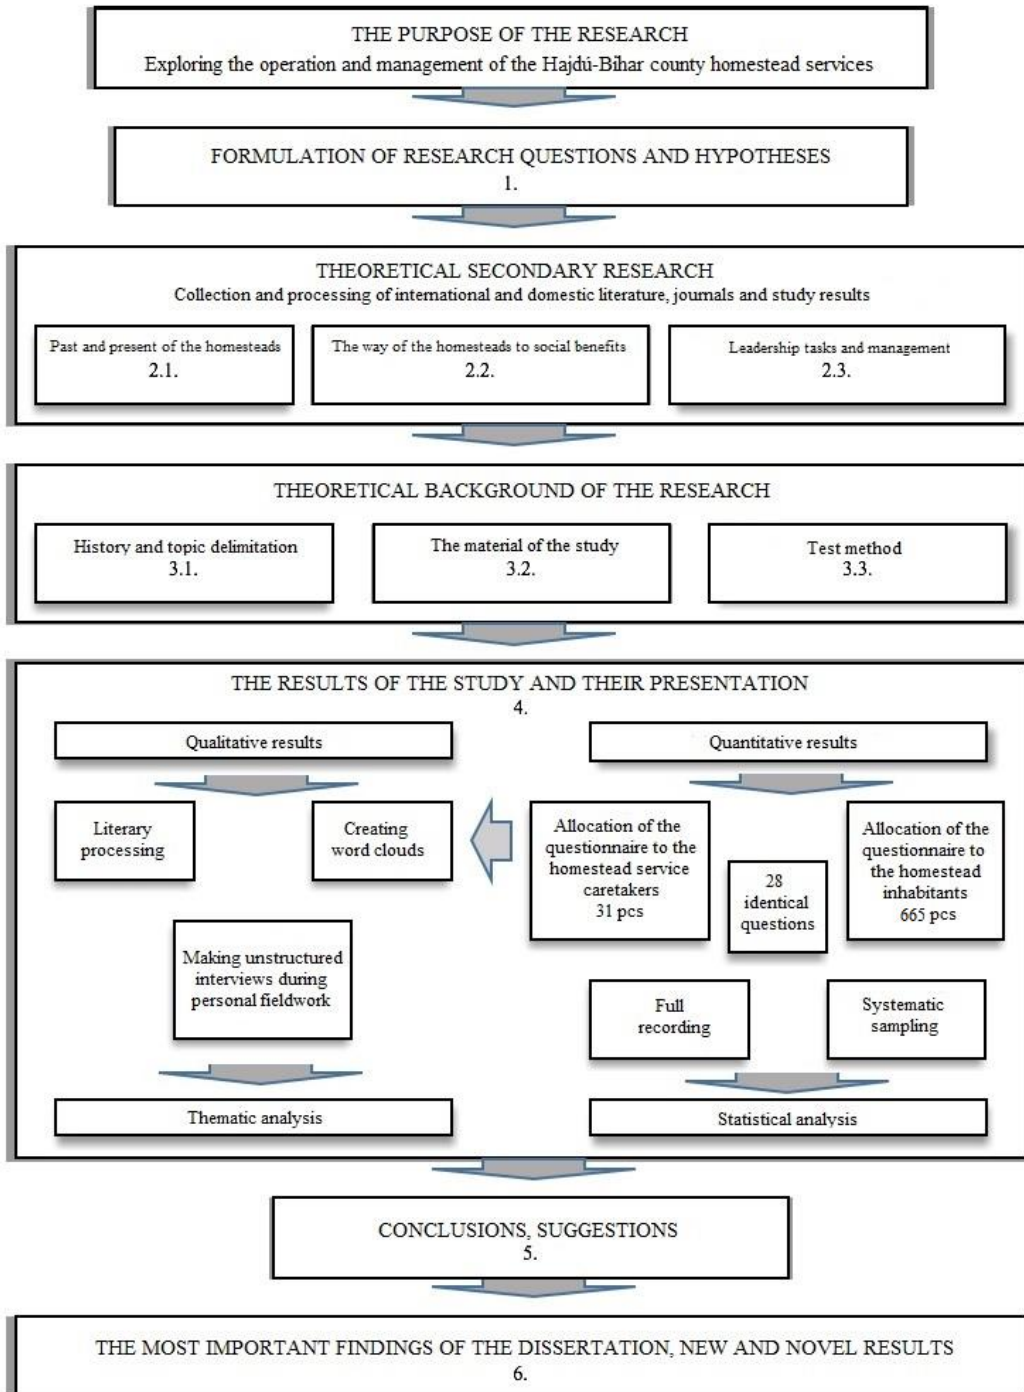 THE PURPOSE OF THE RESEARCH
Exploring the operation and management of the Hajdú-Bihar county homestead services
FORMULATION OF RESEARCH QUESTIONS AND HYPOTHESES
1.
THEORETICAL SECONDARY RESEARCH
Collection and processing of international and domestic literature, journals and study results
Past and present of the homesteads
2.1.
The way of the homesteads to social benefits
2.2.
Leadership tasks and management
2.3.
THEORETICAL BACKGROUND OF THE RESEARCH
History and topic delimitation
3.1.
The material of the study
3.2.
Test method
3.3.
THE RESULTS OF THE STUDY AND THEIR PRESENTATION
4.
Qualitative results
Literary
processing
Creating
word clouds
Making unstructured
interviews during
personal fieldwork
Thematic analysis
Quantitative results
Allocation of the
questionnaire to the
homestead service
caretakers
31 pcs
28
identical
questions
Allocation of the
questionnaire to
the homestead
inhabitants
665 pcs
Full
recording
Systematic
sampling
Statistical analysis
CONCLUSIONS, SUGGESTIONS
5.
THE MOST IMPORTANT FINDINGS OF THE DISSERTATION, NEW AND NOVEL RESULTS
6.